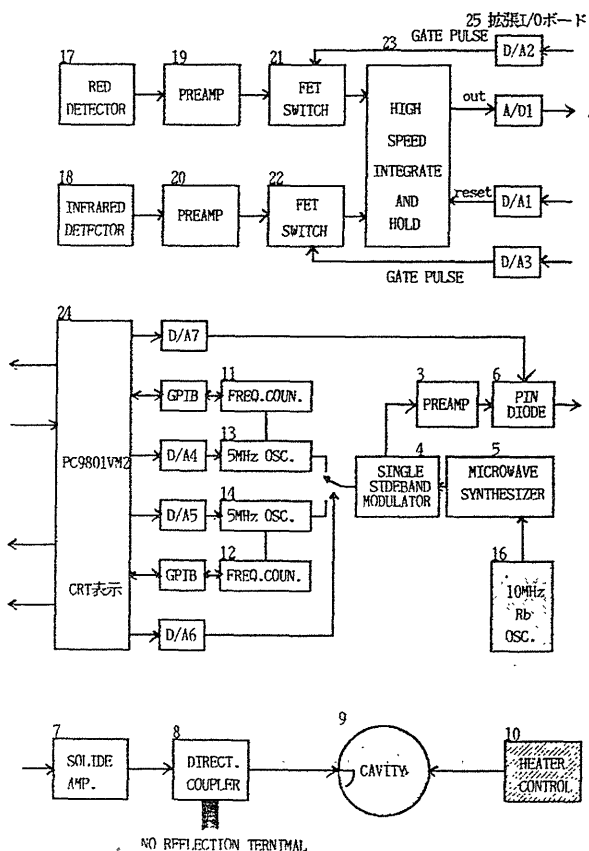 25 拡張I/Oボード
GATE PULSE
23
D/A2
17
RED
DETECTOR
19
PREAMP
21
FET
SWITCH
HIGH
SPEED
INTEGRATE
AND
HOLD
out
A/D1
18
INFRARED
DETECTOR
20
PREAMP
22
FET
SWITCH
reset
D/A1
D/A3
GATE PULSE
24
PC9801VM2
CRT表示
D/A7
GPIB
11
FREQ.COUN.
13
D/A4
5MHz OSC.
14
D/A5
5MHz OSC.
12
GPIB
FREQ.COUN.
D/A6
3
PREAMP
6
PIN
DIODE
4
SINGLE
SIDEBAND
MODULATOR
5
MICROWAVE
SYNTHESIZER
16
10MHz
Rb
OSC.
7
SOLIDE
AMP.
8
DIRECT.
COUPLER
NO REFLECTION TERNIMAL
9
CAVITY
10
HEATER
CONTROL